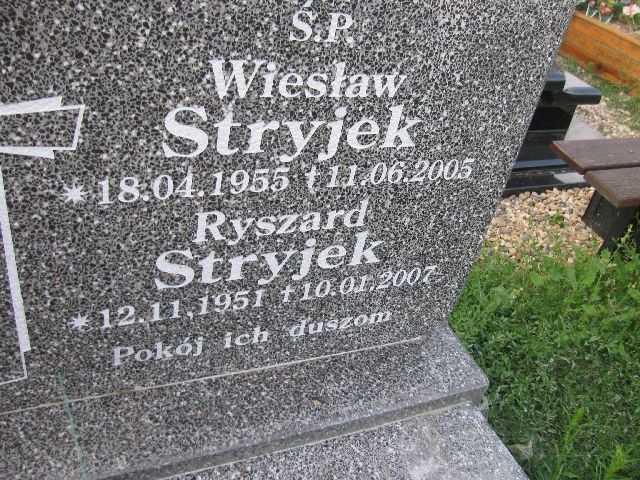 Ś.P.
Wiesław
Stryjek
* 18.04.1955 † 11.06.2005
Ryszard
Stryjek
* 12.11.1951 † 10.01.2007
Pokój ich duszom